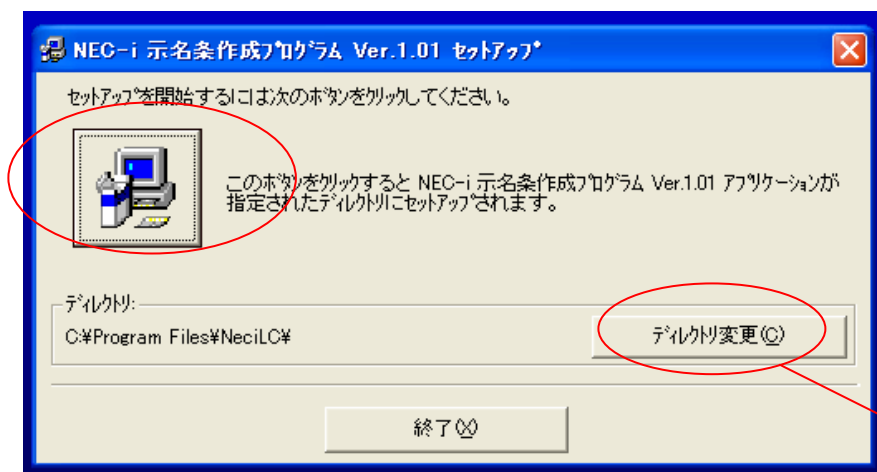 NEC-i 示名条作成ﾌﾟﾛｸﾞﾗﾑ Ver.1.01 ｾｯﾄｱｯﾌﾟ
ｾｯﾄｱｯﾌﾟを開始するには次のﾎﾞﾀﾝをｸﾘｯｸしてください。
このﾎﾞﾀﾝをｸﾘｯｸすると NEC-i 示名条作成ﾌﾟﾛｸﾞﾗﾑ Ver.1.01 ｱﾌﾟﾘｹｰｼｮﾝが
指定されたﾃﾞｨﾚｸﾄﾘにｾｯﾄｱｯﾌﾟされます。
ﾃﾞｨﾚｸﾄﾘ:
C:¥Program Files¥NeciLC¥
ﾃﾞｨﾚｸﾄﾘ変更(C)
終了(X)